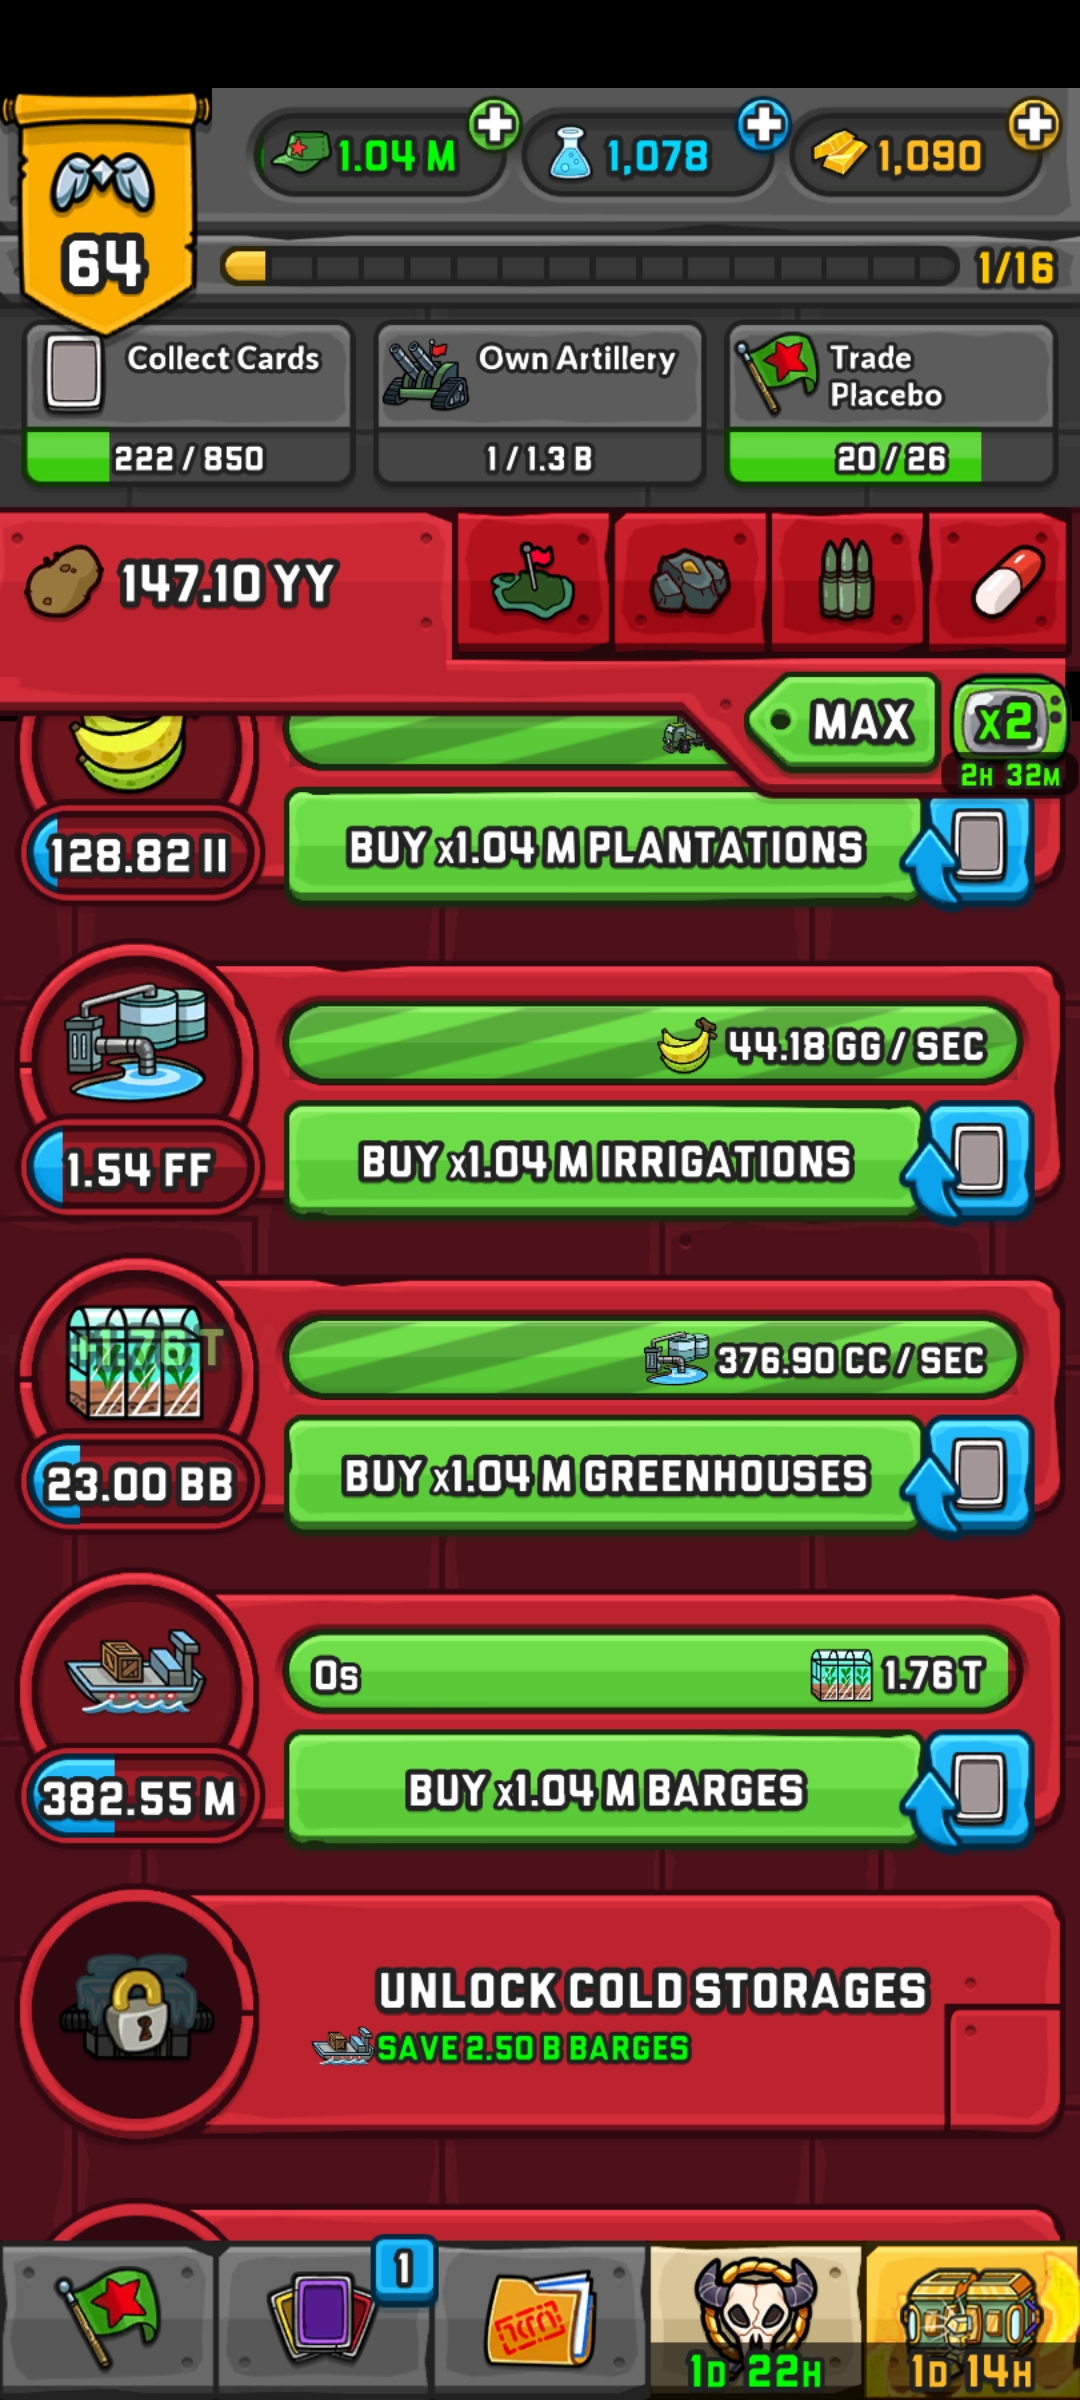 1.04 M
1,078
1,090
64
1/16
Collect Cards
222 / 850
Own Artillery
1 / 1.3 B
Trade
Placebo
20 / 26
147.10 YY
MAX
x2
2H 32M
128.82 II
BUY x1.04 M PLANTATIONS
44.18 GG / SEC
1.54 FF
BUY x1.04 M IRRIGATIONS
+1.76 T
376.90 CC / SEC
23.00 BB
BUY x1.04 M GREENHOUSES
0s
1.76 T
382.55 M
BUY x1.04 M BARGES
UNLOCK COLD STORAGES
SAVE 2.50 B BARGES
1
1D 22H
1D 14H